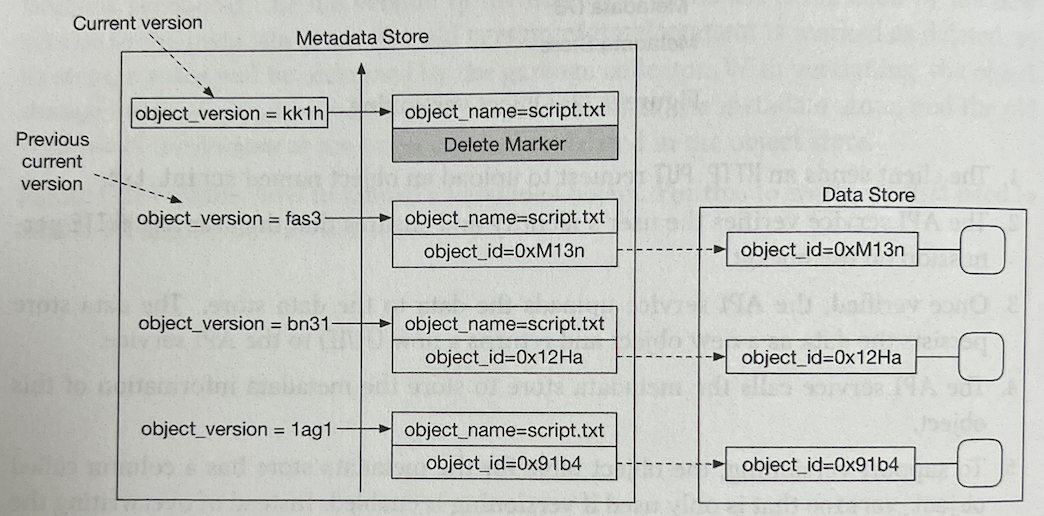 Current version
Metadata Store
object_version = kk1h
object_name=script.txt
Delete Marker
Previous
current
version
object_version = fas3
object_name=script.txt
object_id=0xM13n
Data Store
object_id=0xM13n
object_version = bn31
object_name=script.txt
object_id=0x12Ha
object_id=0x12Ha
object_version = 1ag1
object_name=script.txt
object_id=0x91b4
object_id=0x91b4